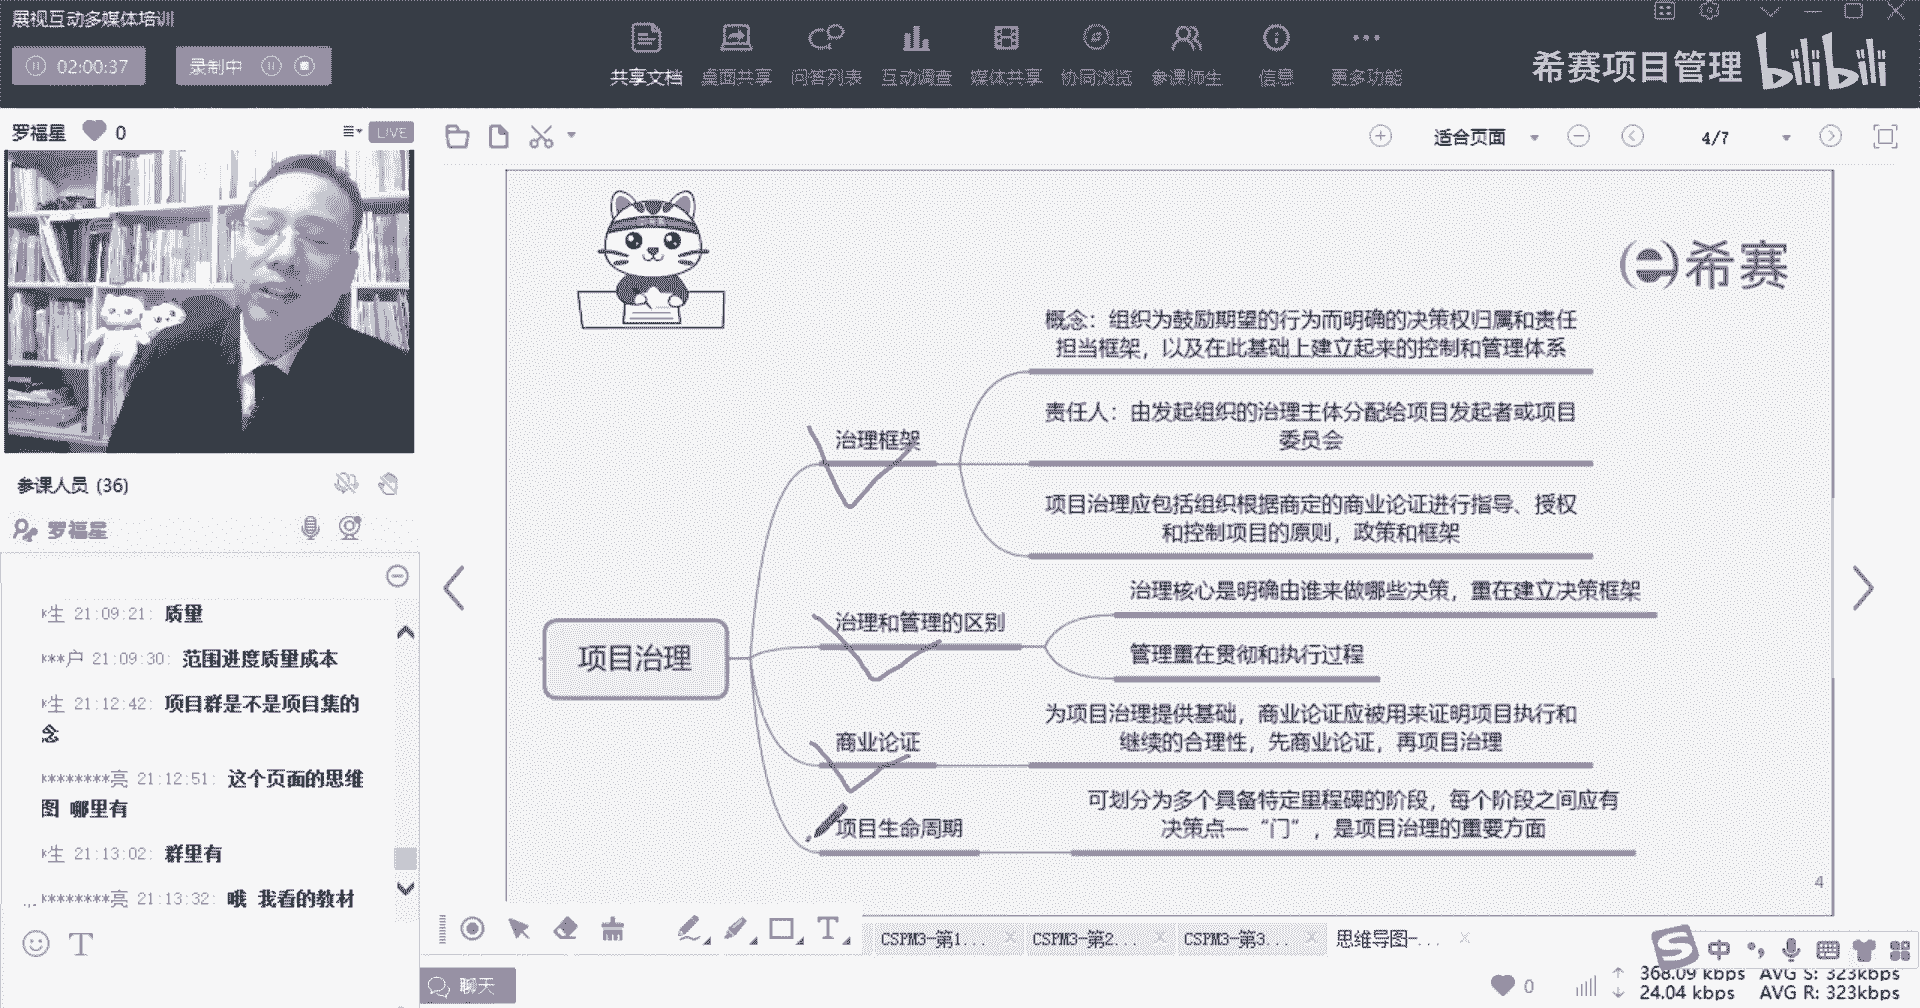 展视互动多媒体培训
02:00:37
录制中
共享文档
桌面共享
问答列表
互动调查
媒体共享
协同浏览
参课师生
信息
更多功能
希赛项目管理
bilibili
罗福星
0
LIVE
适合页面
4/7
参课人员 (36)
罗福星
生 21:09:21: 质量
***户 21:09:30: 范围进度质量成本
生 21:12:42: 项目群是不是项目集的
念
********亮 21:12:51: 这个页面的思维
图 哪里有
生 21:13:02: 群里有
********亮 21:13:32: 哦 我看的教材
希赛
概念：组织为鼓励期望的行为而明确的决策权归属和责任
担当框架，以及在此基础上建立起来的控制和管理体系
治理框架
责任人：由发起组织的治理主体分配给项目发起者或项目
委员会
项目治理应包括组织根据商定的商业论证进行指导、授权
和控制项目的原则，政策和框架
项目治理
治理和管理的区别
治理核心是明确由谁来做哪些决策，重在建立决策框架
管理重在贯彻和执行过程
商业论证
为项目治理提供基础，商业论证应被用来证明项目执行和
继续的合理性，先商业论证，再项目治理
项目生命周期
可划分为多个具备特定里程碑的阶段，每个阶段之间应有
决策点—“门”，是项目治理的重要方面
4
CSPM3-第1...
CSPM3-第2...
CSPM3-第3...
思维导图-...
中
聊天
0
368.09 kbps AVG S: 323kbps
24.04 kbps AVG R: 323kbps